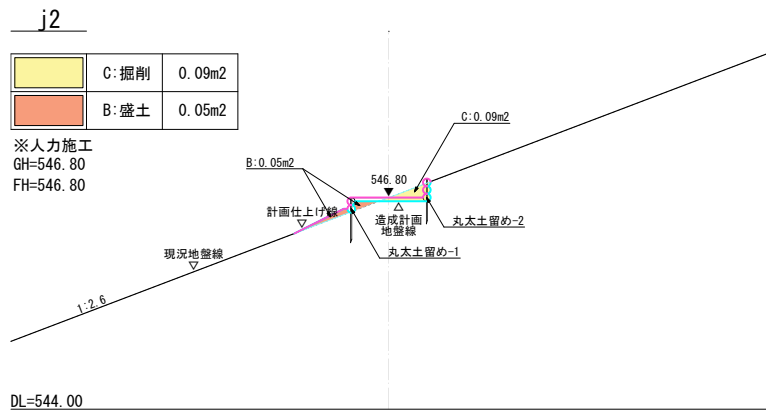 j2
C:掘削 0.09m2
B:盛土 0.05m2
※人力施工
GH=546.80
FH=546.80
C:0.09m2
B:0.05m2
546.80
計画仕上げ線
造成計画
地盤線
丸太土留め-2
丸太土留め-1
現況地盤線
1:2.6
DL=544.00